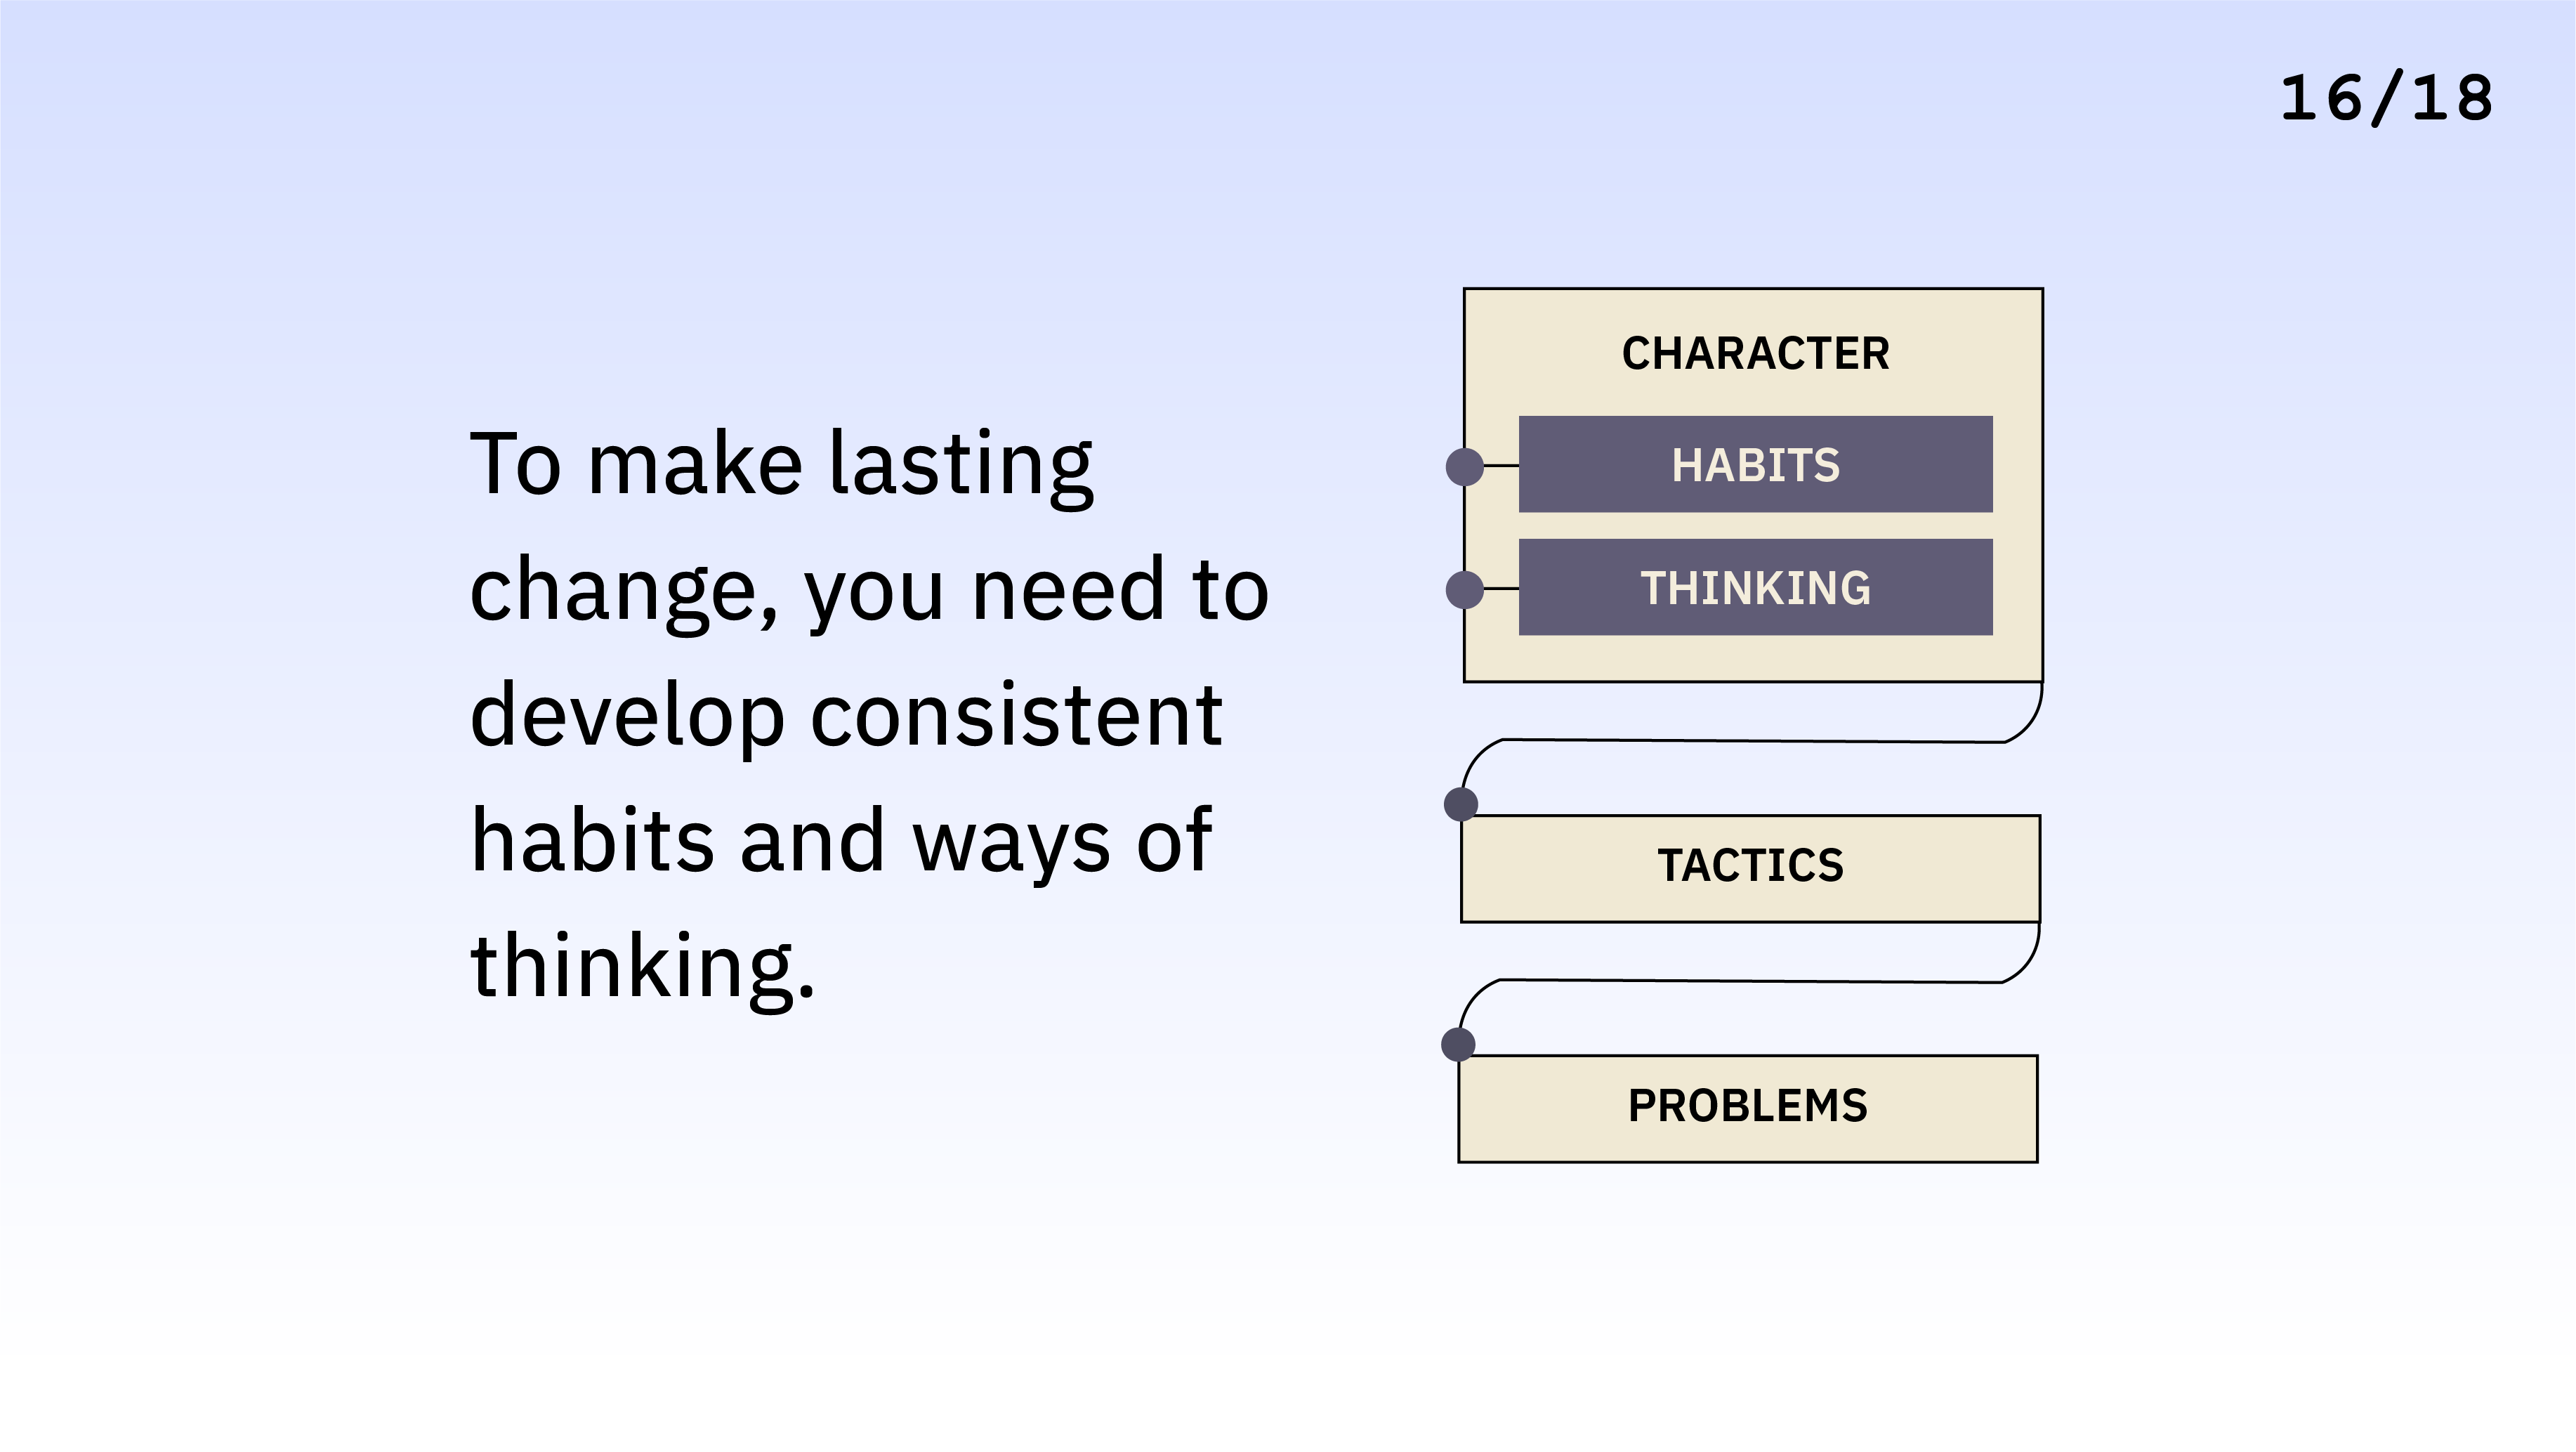 16/18
To make lasting
change, you need to
develop consistent
habits and ways of
thinking.
CHARACTER
HABITS
THINKING
TACTICS
PROBLEMS